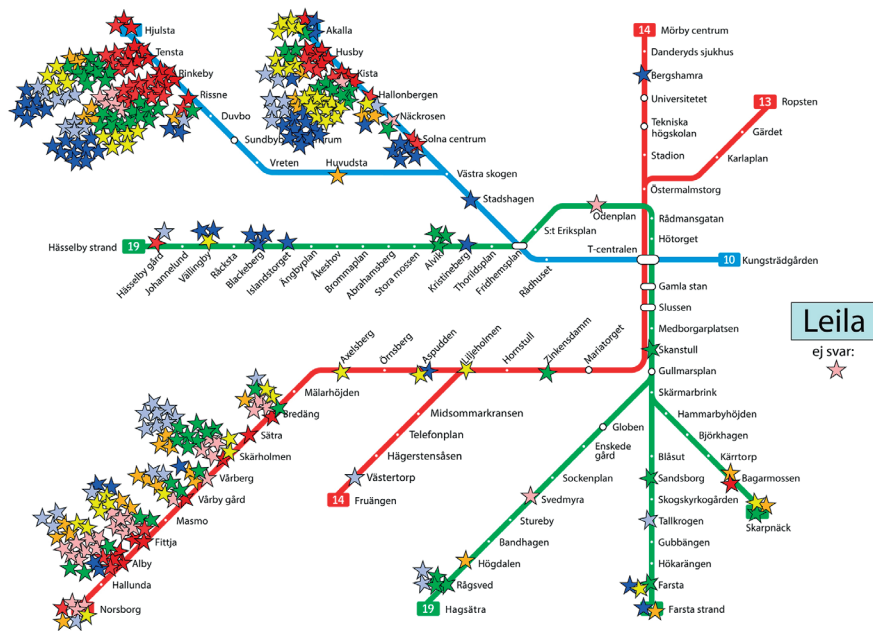 Hjulsta
Tensta
Rinkeby
Rissne
Duvbo
Vreten
Huvudsta
Akalla
Husby
Kista
Hallonbergen
Näckrosen
Solna centrum
Västra skogen
Stadshagen
14
Mörby centrum
Danderyds sjukhus
Bergshamra
Universitetet
Tekniska
högskolan
Stadion
13
Ropsten
Gärdet
Karlaplan
Östermalmstorg
Odenplan
S:t Eriksplan
Rådmansgatan
Hötorget
T-centralen
10
Kungsträdgården
Hässelby strand
19
Hässelby gård
Johannelund
Vällingby
Råcksta
Blackeberg
Islandstorget
Ängbyplan
Åkeshov
Brommaplan
Abrahamsberg
Stora mossen
Alvik
Kristineberg
Thorildsplan
Fridhemsplan
Rådhuset
Gamla stan
Slussen
Medborgarplatsen
Skanstull
Gullmarsplan
Skärmarbrink
Leila
ej svar:
Axelsberg
Örnsberg
Aspudden
Liljeholmen
Hornstull
Zinkensdamm
Mariatorget
Mälarhöjden
Bredäng
Sätra
Skärholmen
Vårberg
Vårby gård
Masmo
Fittja
Alby
Hallunda
Norsborg
Midsommarkransen
Telefonplan
Hägerstensåsen
Västertorp
14
Fruängen
Globen
Enskede
gård
Sockenplan
Svedmyra
Stureby
Bandhagen
Högdalen
Rågsved
19
Hagsätra
Hammarbyhöjden
Björkhagen
Kärrtorp
Bagarmossen
Skarpnäck
Blåsut
Sandsborg
Skogskyrkogården
Tallkrogen
Gubbängen
Hökarängen
Farsta
Farsta strand